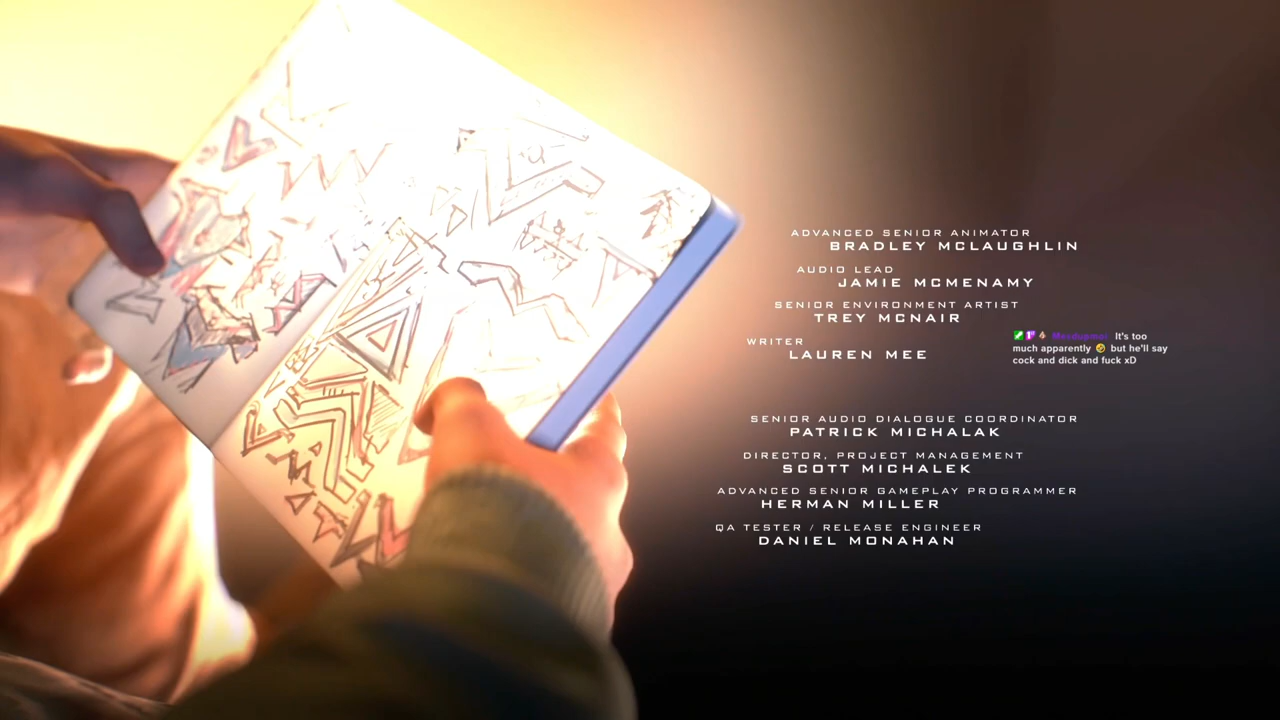 ADVANCED SENIOR ANIMATOR
BRADLEY MCLAUGHLIN
AUDIO LEAD
JAMIE MCMENAMY
SENIOR ENVIRONMENT ARTIST
TREY MCNAIR
WRITER
LAUREN MEE
It's too
much apparently 🤣 but he'll say
cock and dick and fuck xD
SENIOR AUDIO DIALOGUE COORDINATOR
PATRICK MICHALAK
DIRECTOR, PROJECT MANAGEMENT
SCOTT MICHALEK
ADVANCED SENIOR GAMEPLAY PROGRAMMER
HERMAN MILLER
QA TESTER / RELEASE ENGINEER
DANIEL MONAHAN